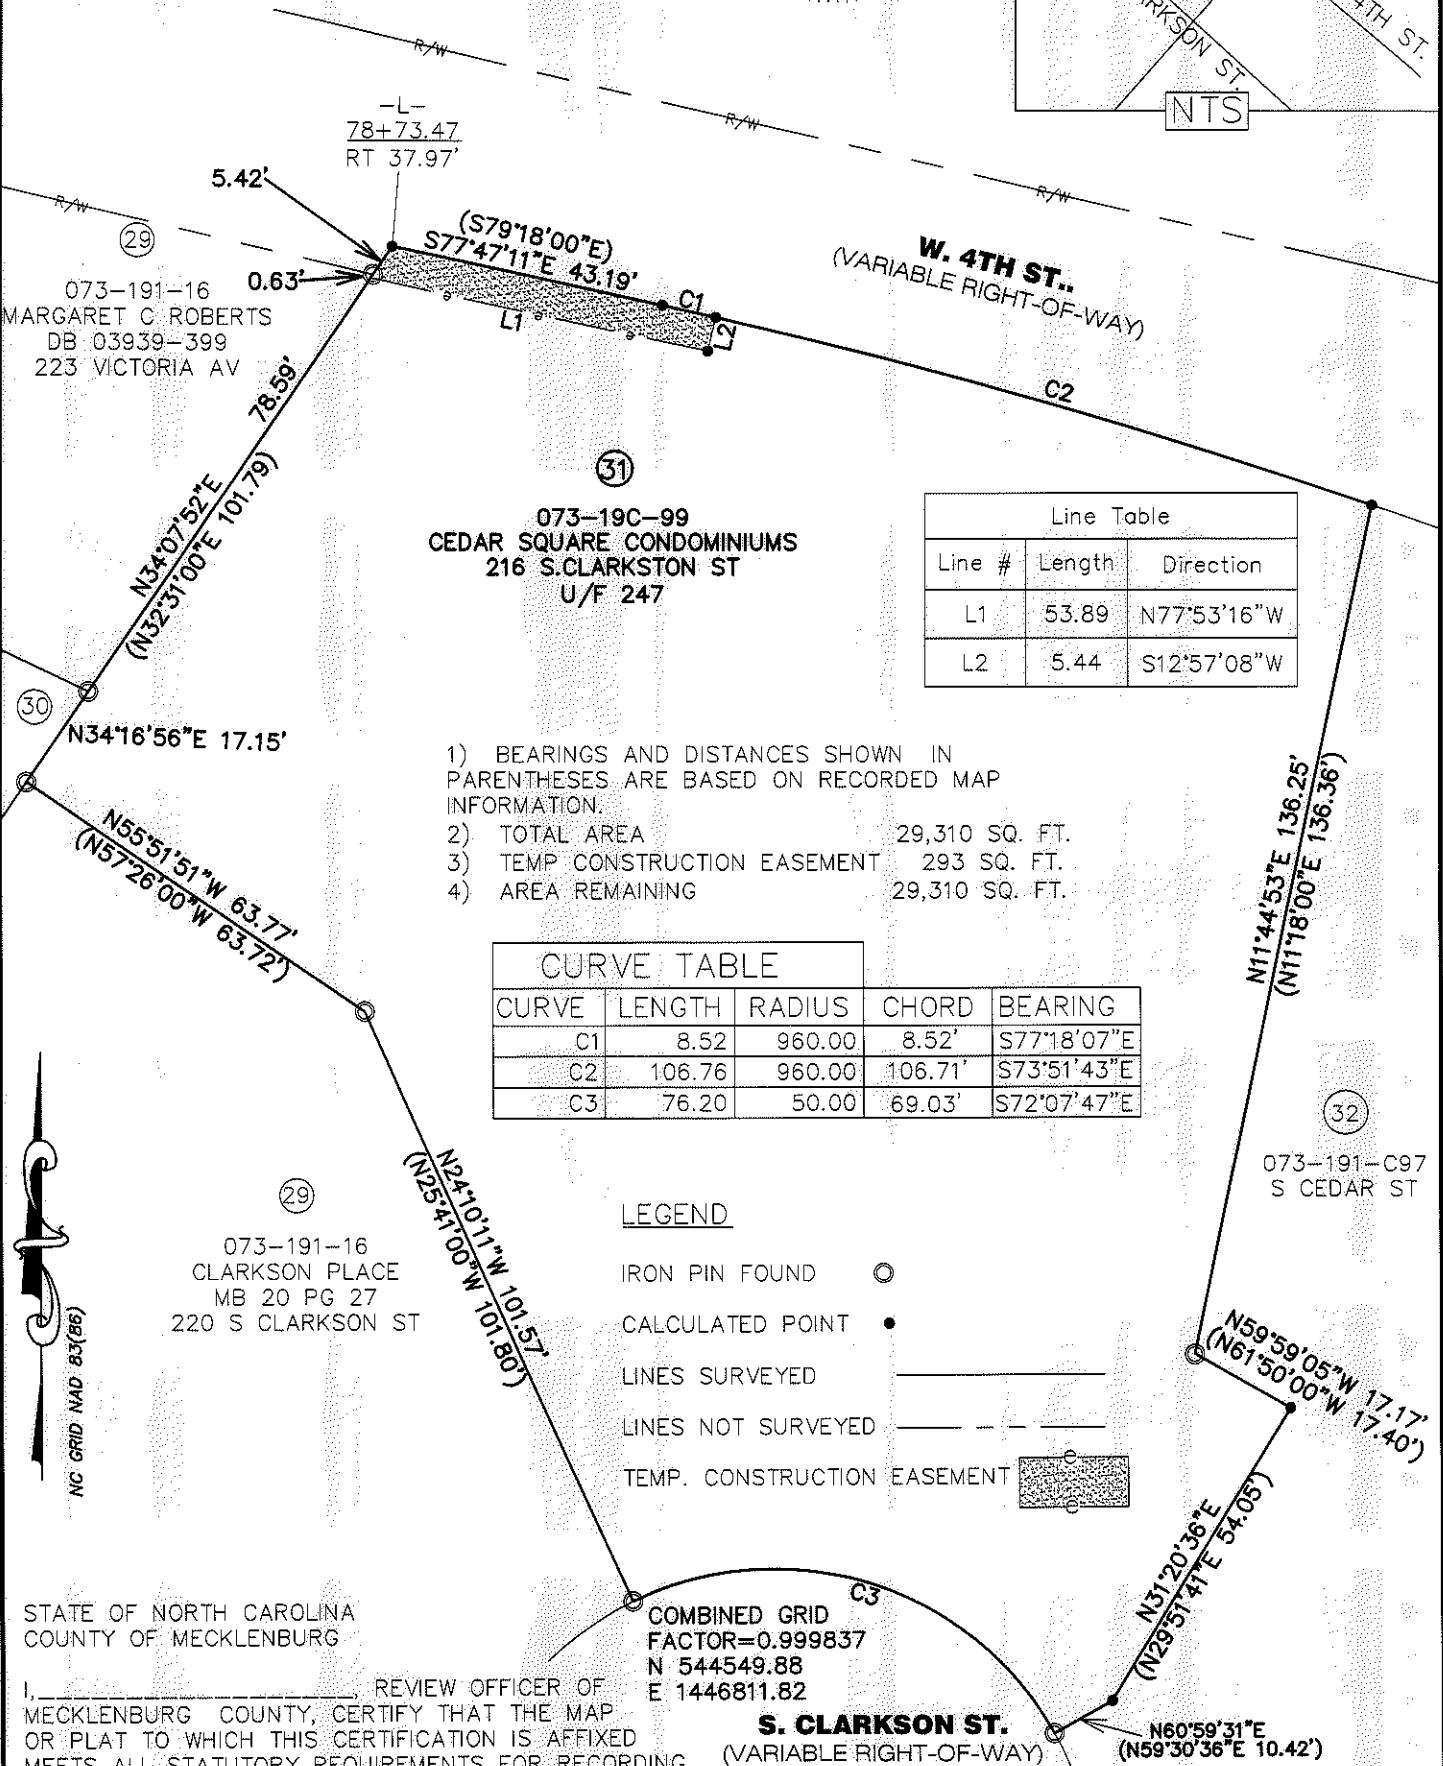 4TH ST.
RKSON ST.
NTS
R/W
-L-
78+73.47
RT 37.97'
R/W
5.42'
R/W
R/W
(S79°18'00"E)
S77°47'11"E 43.19'
W. 4TH ST..
(VARIABLE RIGHT-OF-WAY)
29
0.63'
073-191-16
MARGARET C ROBERTS
DB 03939-399
223 VICTORIA AV
C1
L1
L2
C2
78.59'
N34°07'52"E
(N32°31'00"E 101.79)
31
073-19C-99
CEDAR SQUARE CONDOMINIUMS
216 S.CLARKSTON ST
U/F 247
Line Table
Line # Length Direction
L1 53.89 N77°53'16"W
L2 5.44 S12°57'08"W
30
N34°16'56"E 17.15'
1) BEARINGS AND DISTANCES SHOWN IN
PARENTHESES ARE BASED ON RECORDED MAP
INFORMATION.
2) TOTAL AREA 29,310 SQ. FT.
3) TEMP CONSTRUCTION EASEMENT 293 SQ. FT.
4) AREA REMAINING 29,310 SQ. FT.
N11°44'53"E 136.25'
(N11°18'00"E 136.36')
N55°51'51"W 63.77'
(N57°26'00"W 63.72')
CURVE TABLE
CURVE LENGTH RADIUS CHORD BEARING
C1 8.52 960.00 8.52' S77°18'07"E
C2 106.76 960.00 106.71' S73°51'43"E
C3 76.20 50.00 69.03' S72°07'47"E
32
073-191-C97
S CEDAR ST
29
073-191-16
CLARKSON PLACE
MB 20 PG 27
220 S CLARKSON ST
N24°10'11"W 101.57'
(N25°41'00"W 101.80')
NC GRID NAD 83(86)
LEGEND
IRON PIN FOUND
CALCULATED POINT
LINES SURVEYED
LINES NOT SURVEYED
TEMP. CONSTRUCTION EASEMENT
N59°59'05"W 17.17'
(N61°50'00"W 17.40')
N31°20'36"E
(N29°51'41"E 54.05')
C3
COMBINED GRID
FACTOR=0.999837
N 544549.88
E 1446811.82
S. CLARKSON ST.
(VARIABLE RIGHT-OF-WAY)
N60°59'31"E
(N59°30'36"E 10.42')
STATE OF NORTH CAROLINA
COUNTY OF MECKLENBURG
I,____________________, REVIEW OFFICER OF
MECKLENBURG COUNTY, CERTIFY THAT THE MAP
OR PLAT TO WHICH THIS CERTIFICATION IS AFFIXED
MEETS ALL STATUTORY REQUIREMENTS FOR RECORDING